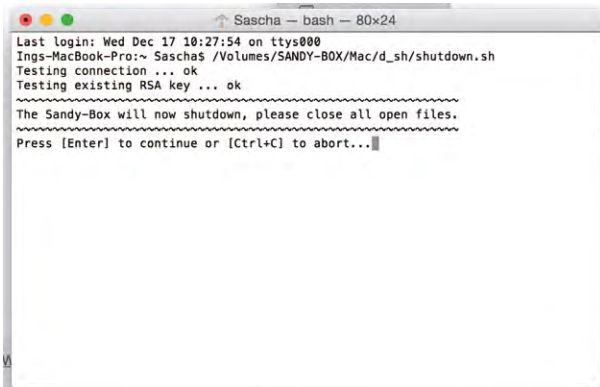 Sascha — bash — 80×24
Last login: Wed Dec 17 10:27:54 on ttys000
Ings-MacBook-Pro:~ Sascha$ /Volumes/SANDY-BOX/Mac/d_sh/shutdown.sh
Testing connection ... ok
Testing existing RSA key ... ok
~~~~~~~~~~~~~~~~~~~~~~~~~~~~~~~~~~~~~~~~~~~~~~~~~~~~~~~~~~~~~~~
The Sandy-Box will now shutdown, please close all open files.
~~~~~~~~~~~~~~~~~~~~~~~~~~~~~~~~~~~~~~~~~~~~~~~~~~~~~~~~~~~~~~~
Press [Enter] to continue or [Ctrl+C] to abort...